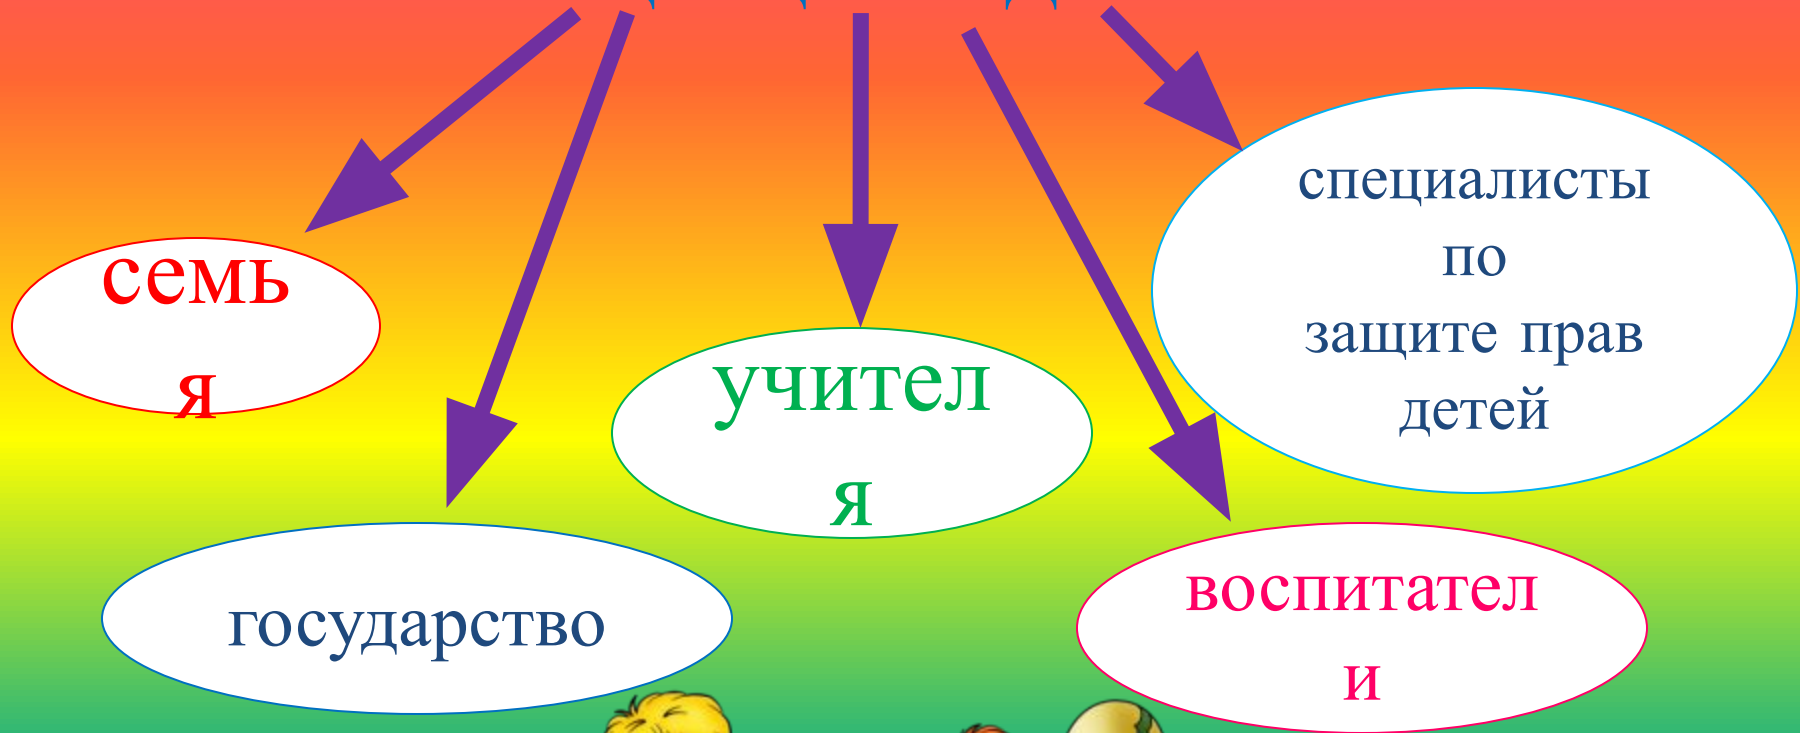 семь
я
учител
я
специалисты
по
защите прав
детей
государство
воспитател
и